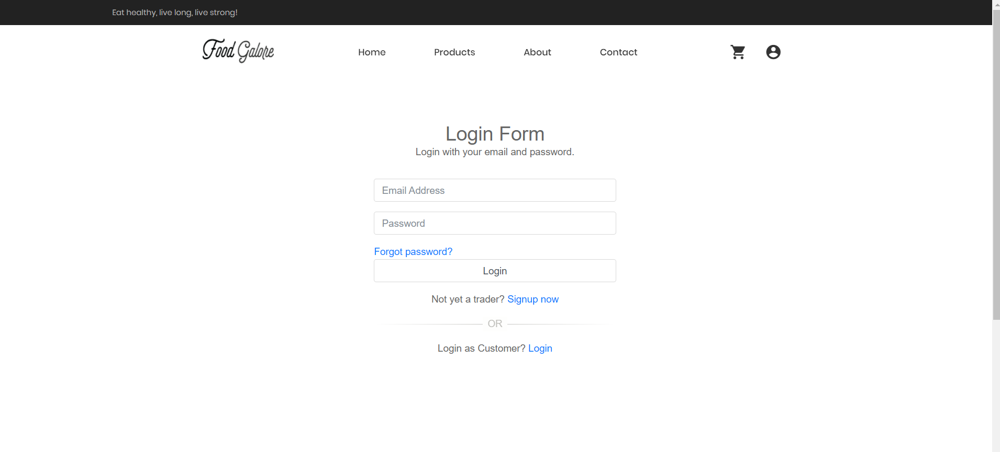 Eat healthy, live long, live strong!
Food Galore
Home
Products
About
Contact
Login Form
Login with your email and password.
Email Address
Password
Forgot password?
Login
Not yet a trader? Signup now
OR
Login as Customer? Login